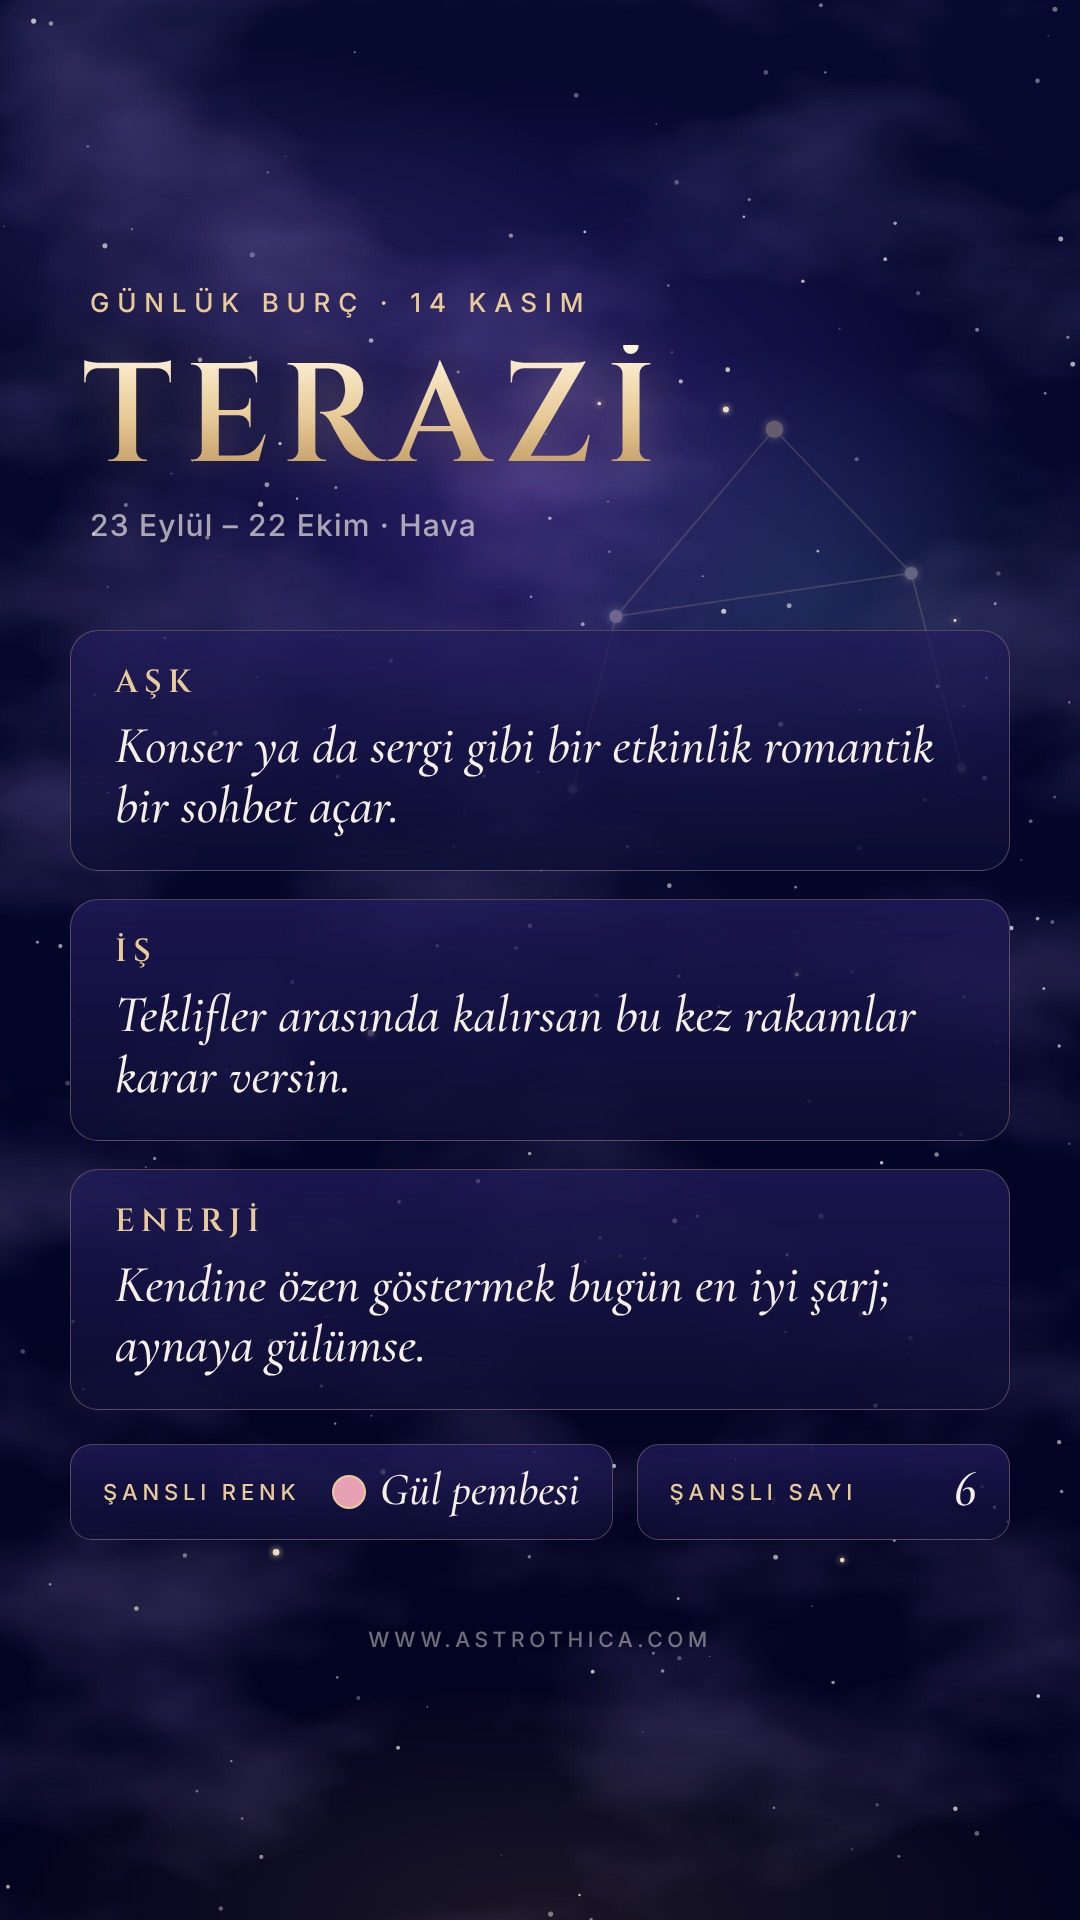 GÜNLÜK BURÇ · 14 KASIM
TERAZİ
23 Eylül – 22 Ekim · Hava
AŞK
Konser ya da sergi gibi bir etkinlik romantik
bir sohbet açar.
İŞ
Teklifler arasında kalırsan bu kez rakamlar
karar versin.
ENERJİ
Kendine özen göstermek bugün en iyi şarj;
aynaya gülümse.
ŞANSLI RENK Gül pembesi
ŞANSLI SAYI 6
WWW.ASTROTHICA.COM